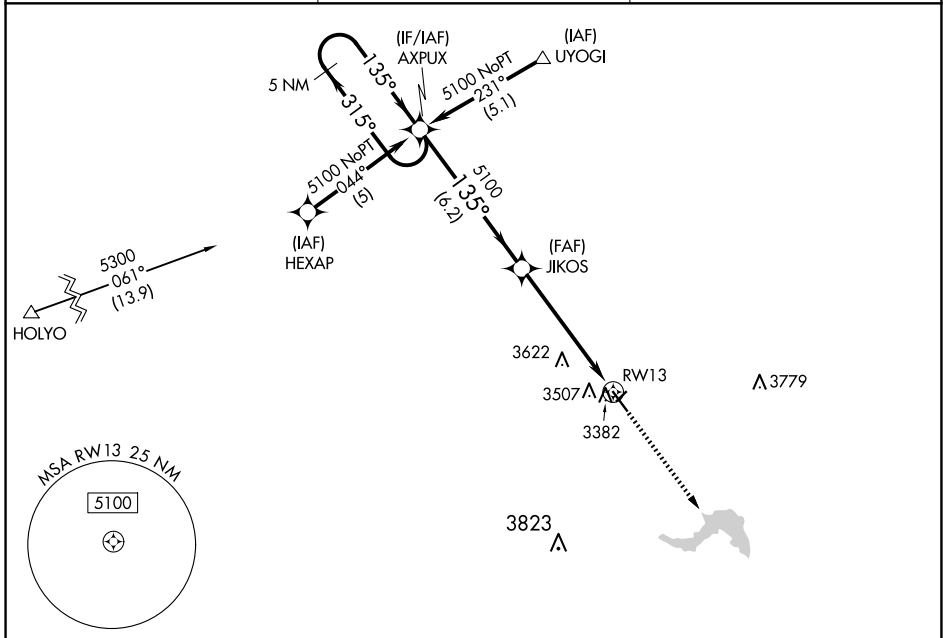 (IF/IAF)
AXPUX
(IAF)
UYOGI
5 NM
135°
315°
5100 NoPT
231°
(5.1)
5100 NoPT
044°
(5)
5100
135°
(6.2)
(IAF)
HEXAP
(FAF)
JIKOS
5300
061°
(13.9)
HOLYO
3622
RW13
3507
3779
3382
MSA RW13 25 NM
5100
3823